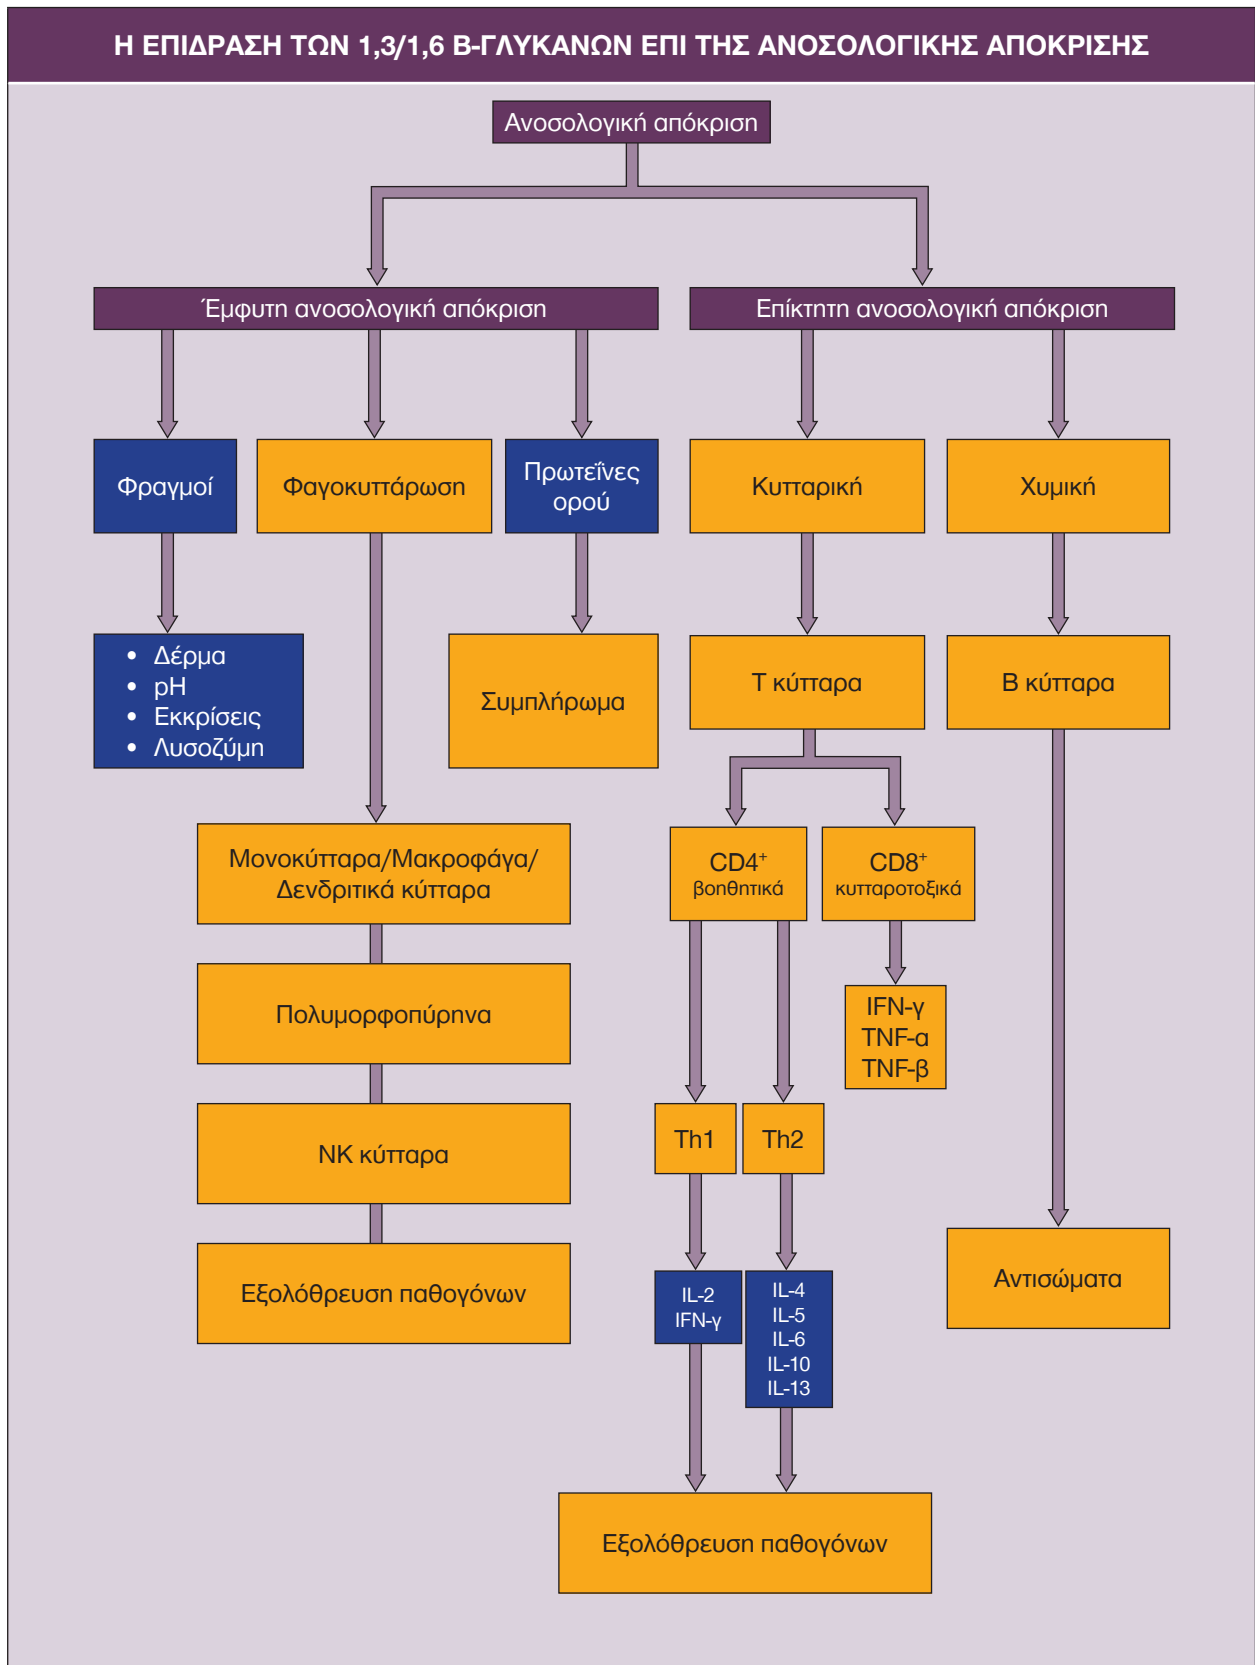 Η ΕΠΙΔΡΑΣΗ ΤΩΝ 1,3/1,6 Β-ΓΛΥΚΑΝΩΝ ΕΠΙ ΤΗΣ ΑΝΟΣΟΛΟΓΙΚΗΣ ΑΠΟΚΡΙΣΗΣ
Ανοσολογική απόκριση
Έμφυτη ανοσολογική απόκριση
Επίκτητη ανοσολογική απόκριση
Φραγμοί
Φαγοκυττάρωση
Πρωτεΐνες
ορού
Κυτταρική
Χυμική
• Δέρμα
• pH
• Εκκρίσεις
• Λυσοζύμη
Συμπλήρωμα
Τ κύτταρα
Β κύτταρα
Μονοκύτταρα/Μακροφάγα/
Δενδριτικά κύτταρα
CD4⁺
βοηθητικά
CD8⁺
κυτταροτοξικά
Πολυμορφοπύρηνα
IFN-γ
TNF-α
TNF-β
ΝΚ κύτταρα
Th1
Th2
Εξολόθρευση παθογόνων
IL-2
IFN-γ
IL-4
IL-5
IL-6
IL-10
IL-13
Αντισώματα
Εξολόθρευση παθογόνων